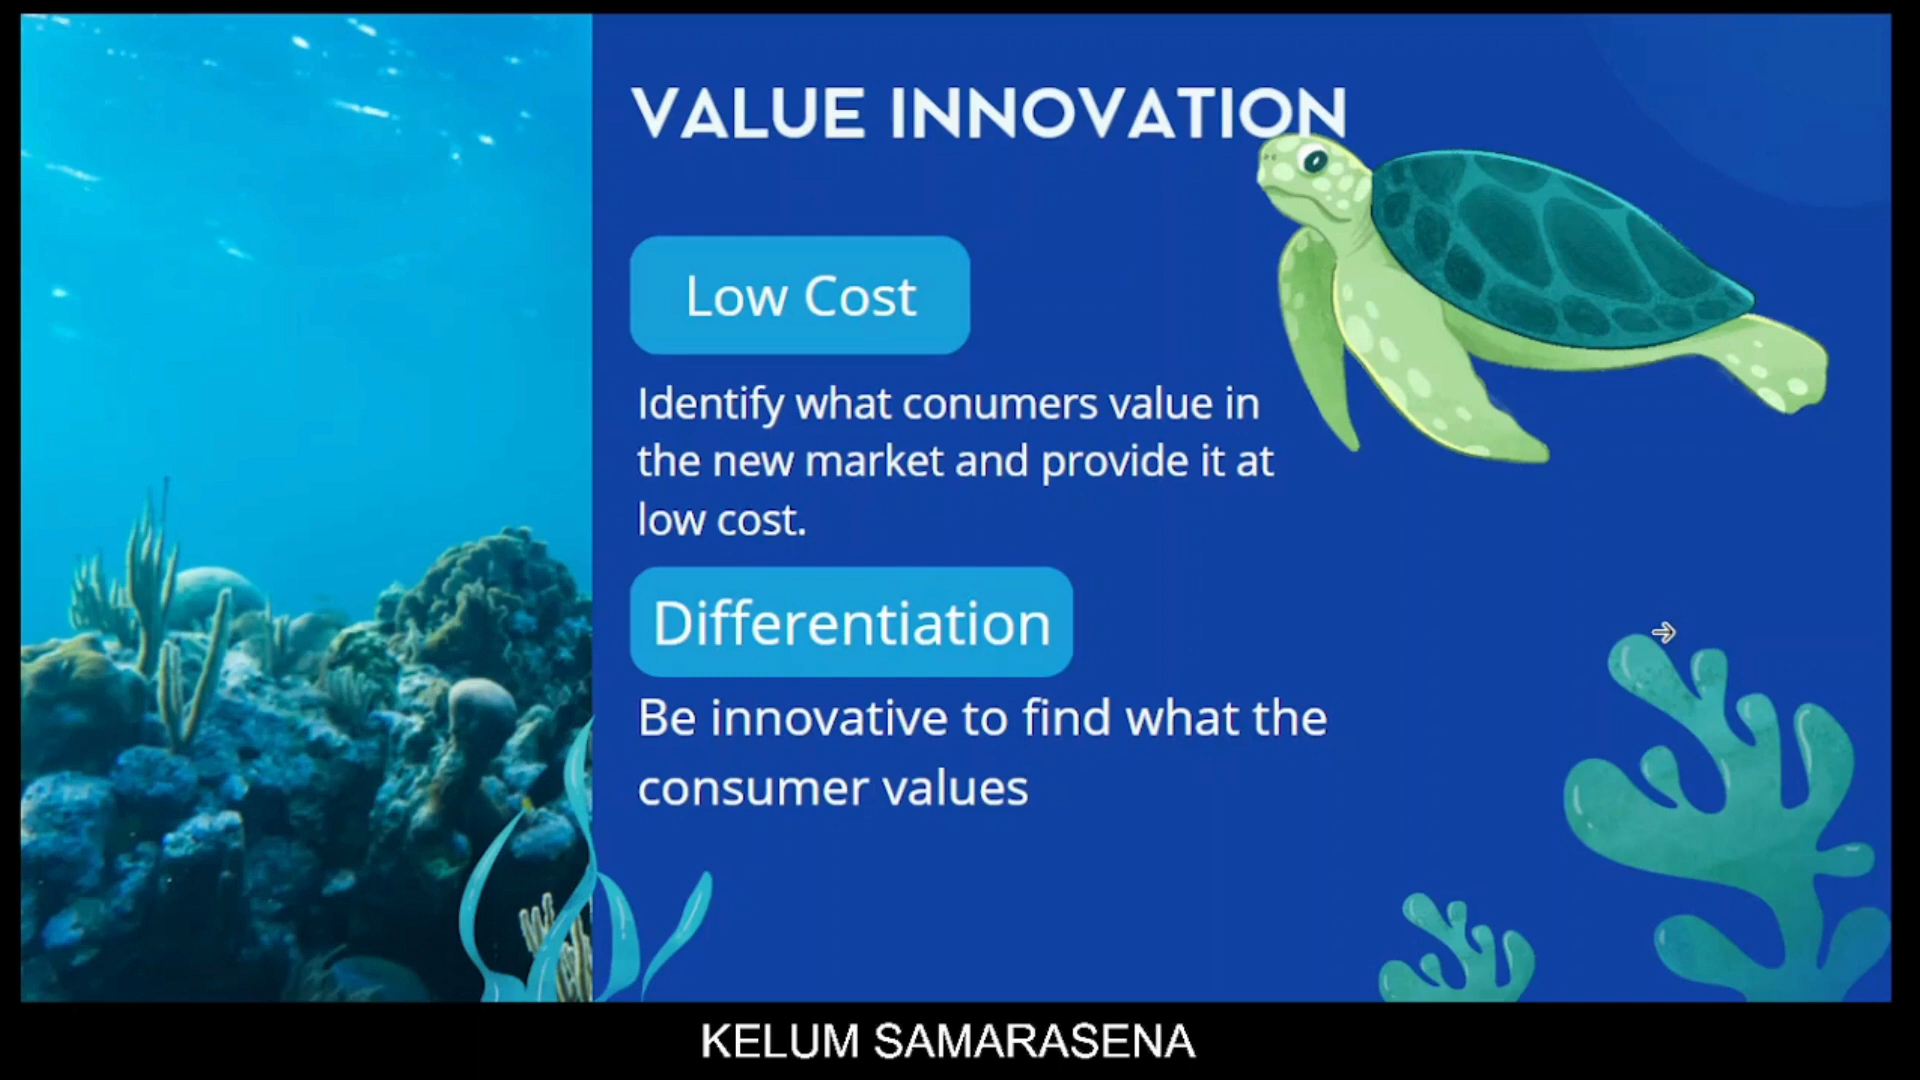 VALUE INNOVATION
Low Cost
Identify what conumers value in
the new market and provide it at
low cost.
Differentiation
Be innovative to find what the
consumer values
KELUM SAMARASENA